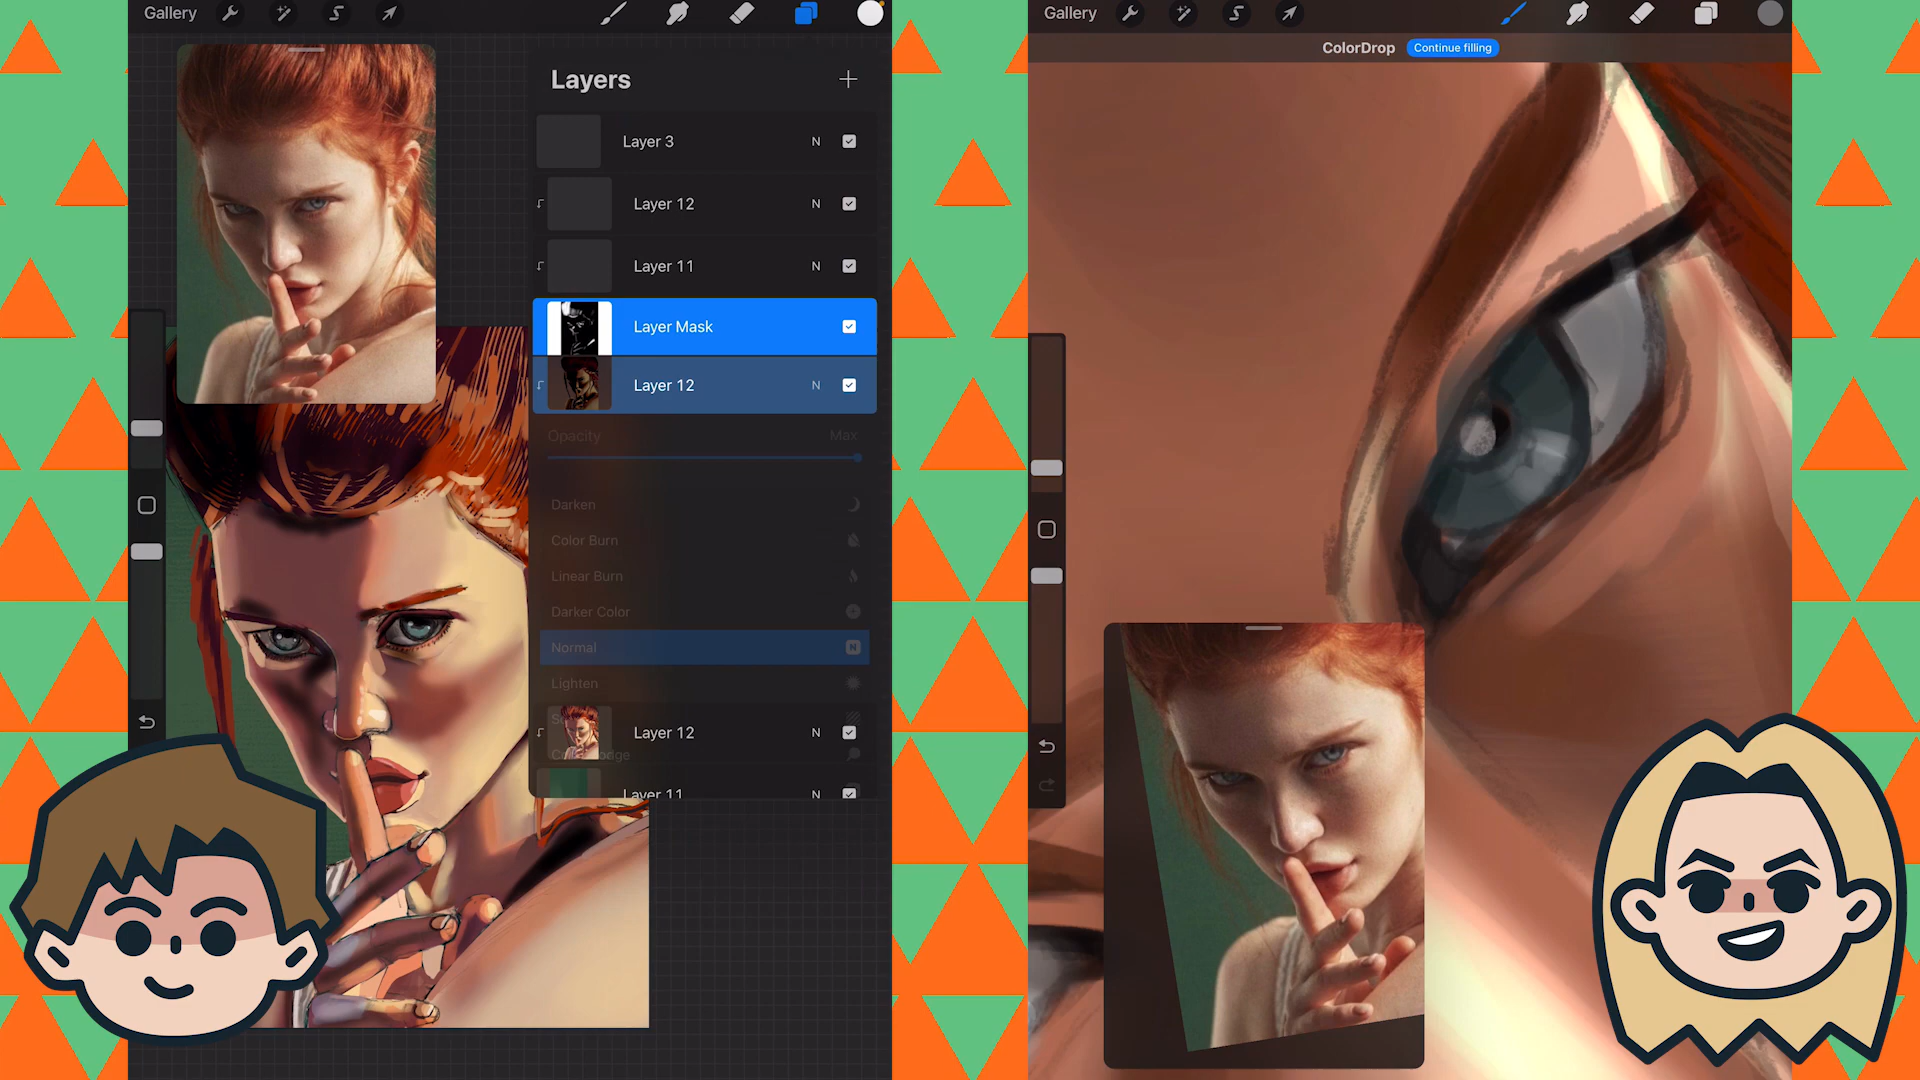 Gallery
Layers
Layer 3 N
Layer 12 N
Layer 11 N
Layer Mask
Layer 12 N
Opacity Max
Darken
Color Burn
Linear Burn
Darker Color
Normal N
Lighten
Layer 12 N
Layer 11 N
Gallery
ColorDrop Continue filling